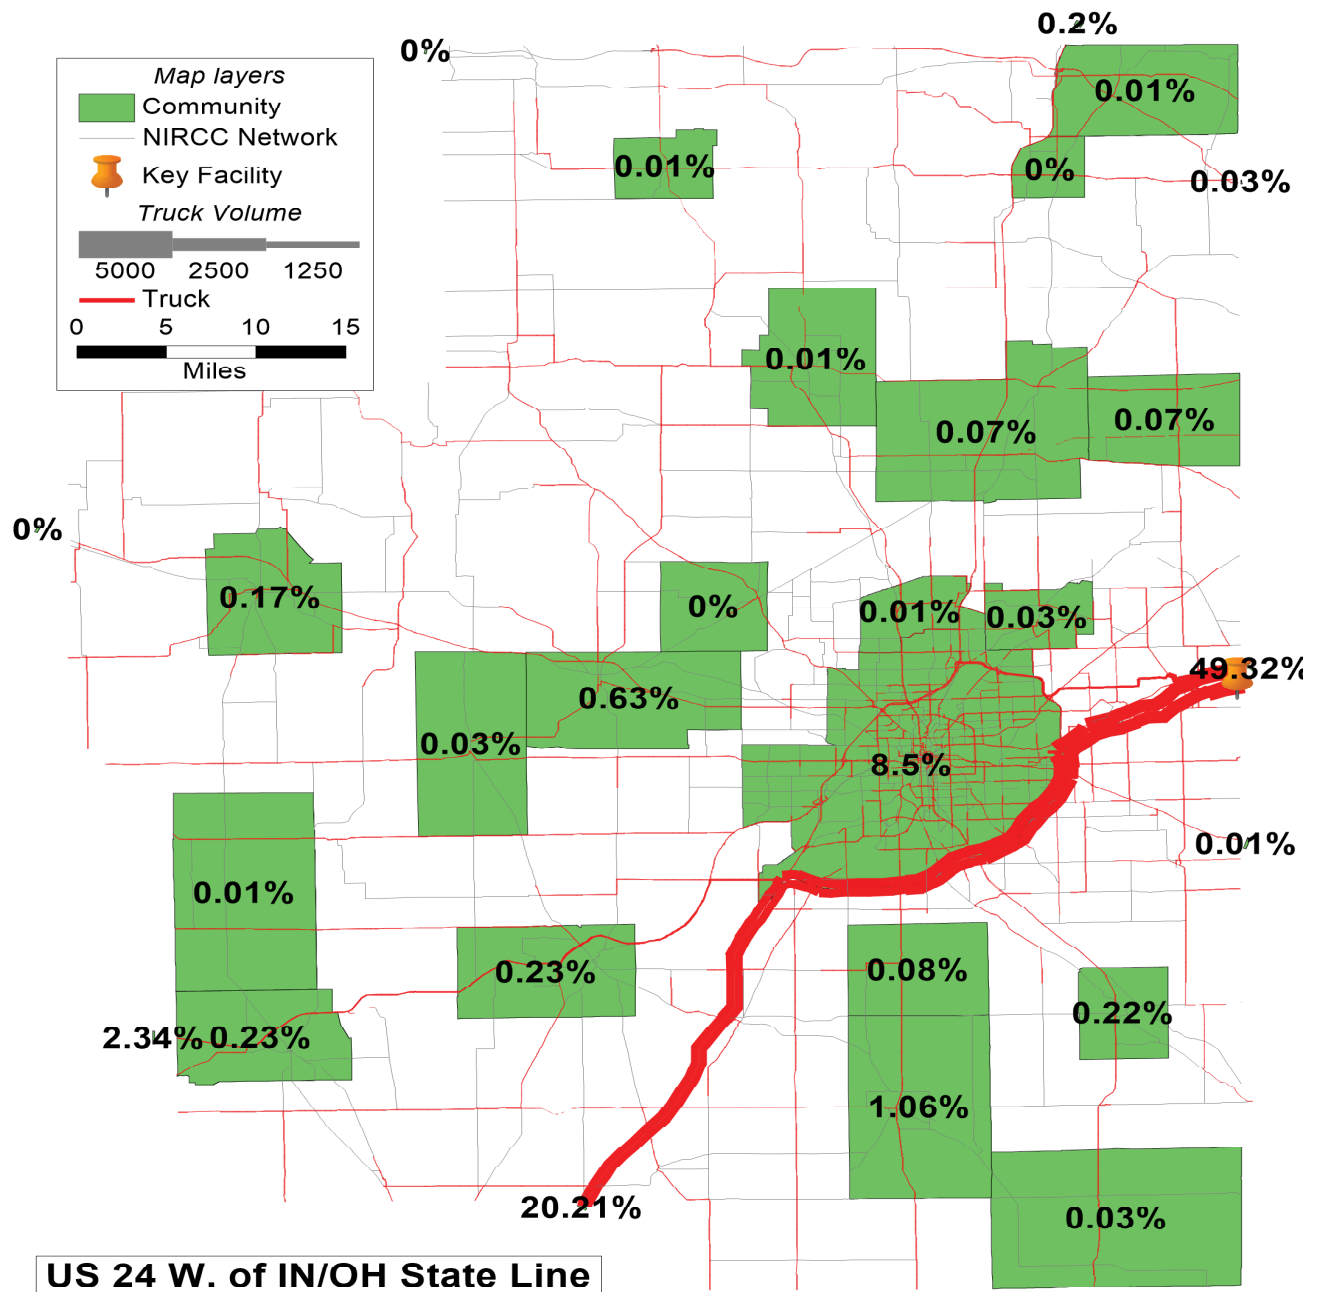 0.2%
0%
Map layers
Community
NIRCC Network
Key Facility
Truck Volume
5000 2500 1250
Truck
0 5 10 15
Miles
0.01%
0.01%
0%
0.03%
0.01%
0.07%
0.07%
0%
0.17%
0%
0.01%
0.03%
49.32%
0.63%
0.03%
8.5%
0.01%
0.01%
0.23%
0.08%
0.22%
2.34% 0.23%
1.06%
20.21%
0.03%
US 24 W. of IN/OH State Line